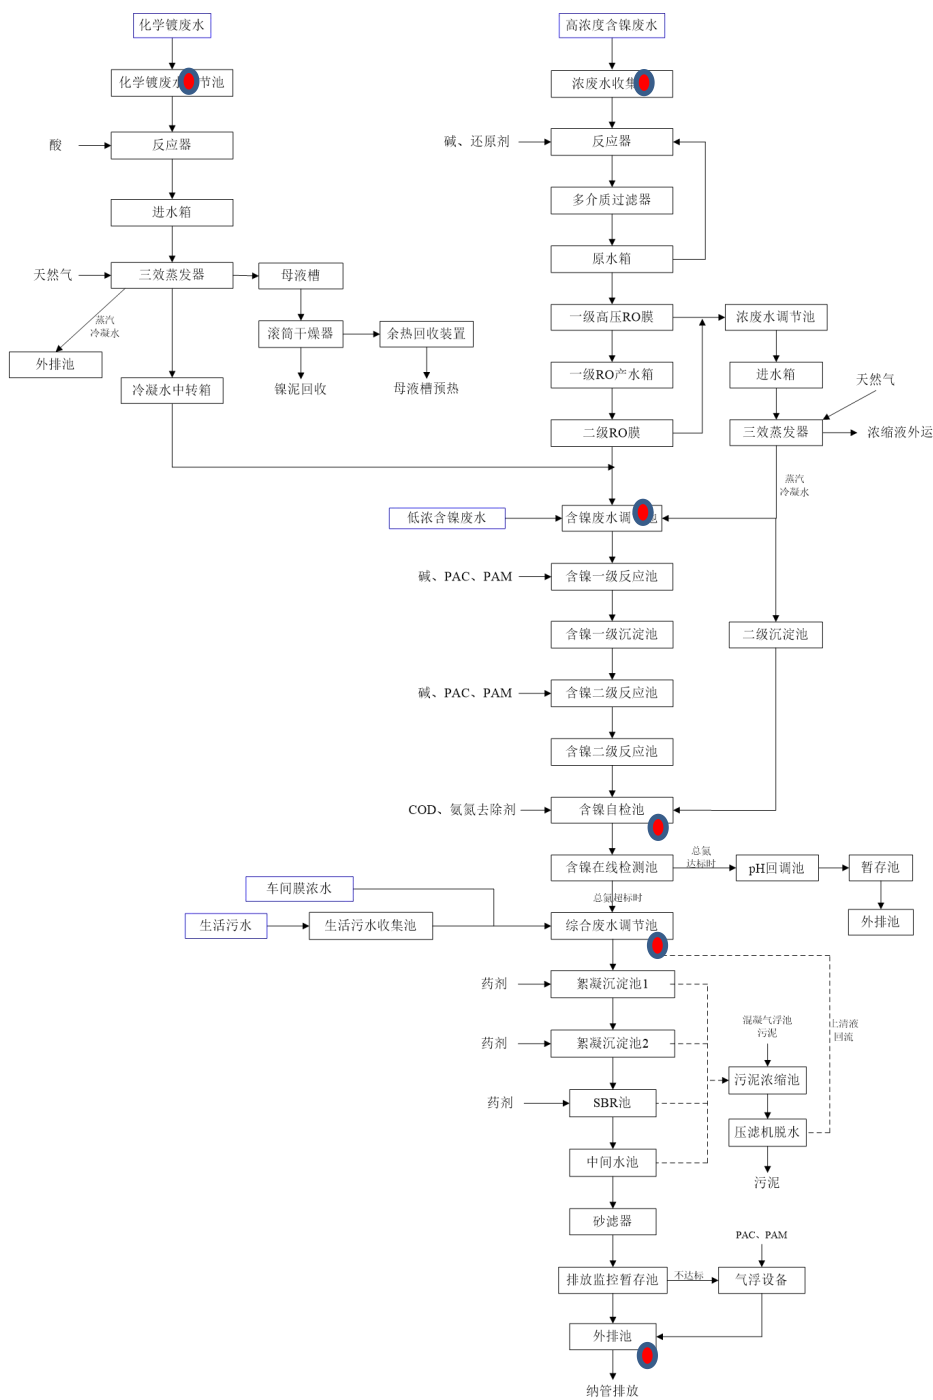 化学镀废水
高浓度含镍废水
化学镀废水 节池
浓废水收集
酸
反应器
碱、还原剂
反应器
进水箱
多介质过滤器
天然气
三效蒸发器
母液槽
原水箱
蒸汽
冷凝水
外排池
滚筒干燥器
余热回收装置
一级高压RO膜
浓废水调节池
冷凝水中转箱
镍泥回收
母液槽预热
一级RO产水箱
进水箱
天然气
二级RO膜
三效蒸发器
浓缩液外运
蒸汽
冷凝水
低浓含镍废水
含镍废水调 池
碱、PAC、PAM
含镍一级反应池
含镍一级沉淀池
二级沉淀池
碱、PAC、PAM
含镍二级反应池
含镍二级反应池
COD、氨氮去除剂
含镍自检池
含镍在线检测池
总氮
达标时
pH回调池
暂存池
外排池
车间膜浓水
总氮超标时
生活污水
生活污水收集池
综合废水调节池
药剂
絮凝沉淀池1
药剂
絮凝沉淀池2
混凝气浮池
污泥
上清液
回流
污泥浓缩池
药剂
SBR池
压滤机脱水
中间水池
污泥
砂滤器
PAC、PAM
排放监控暂存池
不达标
气浮设备
外排池
纳管排放